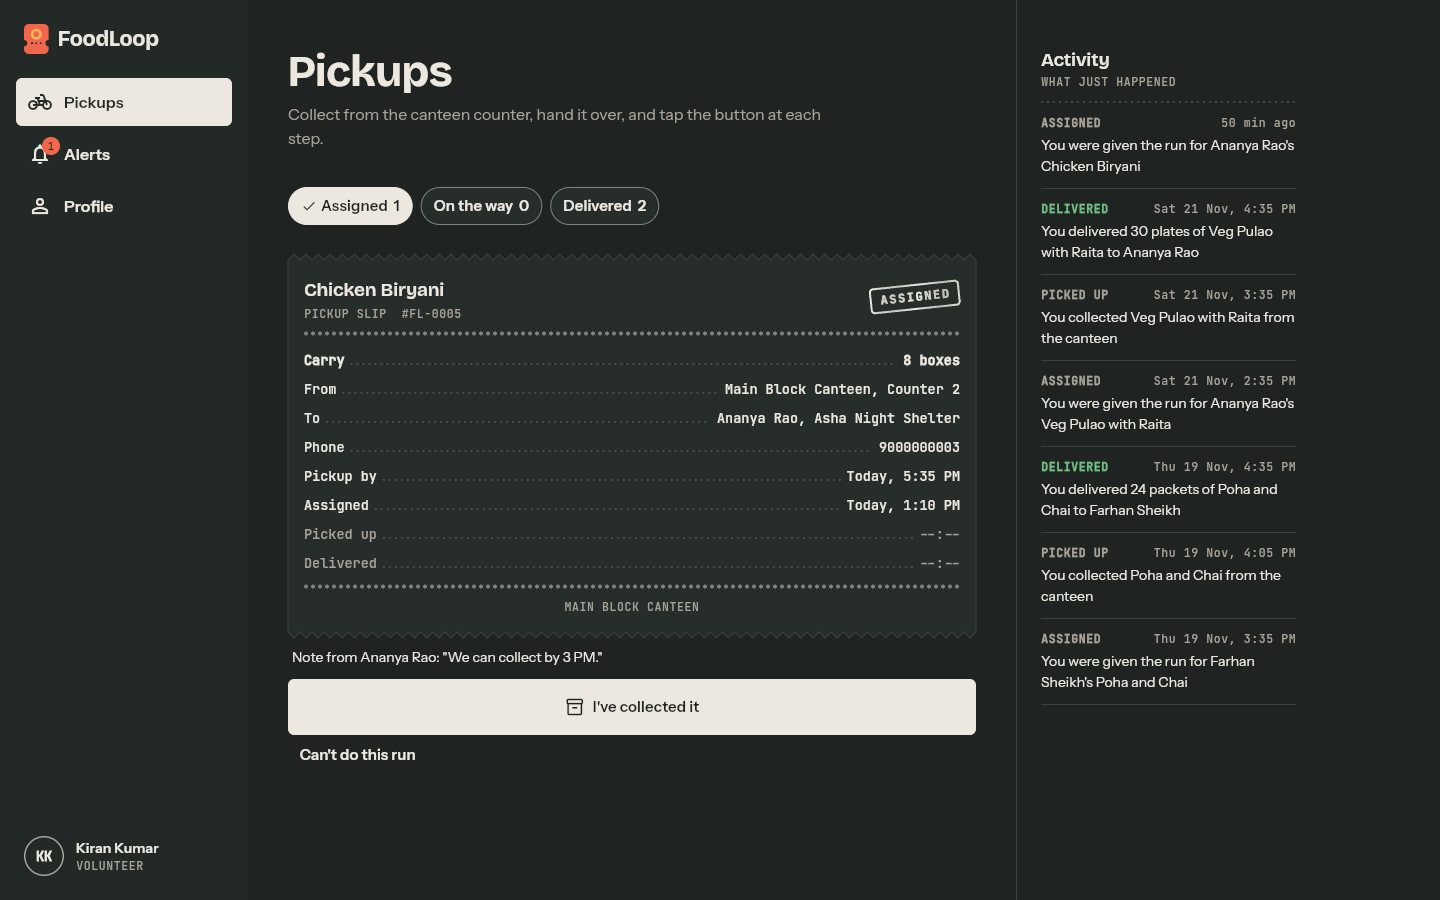 FoodLoop
Pickups
1
Alerts
Profile
KK
Kiran Kumar
VOLUNTEER
Pickups
Collect from the canteen counter, hand it over, and tap the button at each
step.
Assigned 1
On the way 0
Delivered 2
Chicken Biryani
PICKUP SLIP #FL-0005
ASSIGNED
Carry 8 boxes
From Main Block Canteen, Counter 2
To Ananya Rao, Asha Night Shelter
Phone 9000000003
Pickup by Today, 5:35 PM
Assigned Today, 1:10 PM
Picked up --:--
Delivered --:--
MAIN BLOCK CANTEEN
Note from Ananya Rao: "We can collect by 3 PM."
I've collected it
Can't do this run
Activity
WHAT JUST HAPPENED
ASSIGNED 50 min ago
You were given the run for Ananya Rao's
Chicken Biryani
DELIVERED Sat 21 Nov, 4:35 PM
You delivered 30 plates of Veg Pulao
with Raita to Ananya Rao
PICKED UP Sat 21 Nov, 3:35 PM
You collected Veg Pulao with Raita from
the canteen
ASSIGNED Sat 21 Nov, 2:35 PM
You were given the run for Ananya Rao's
Veg Pulao with Raita
DELIVERED Thu 19 Nov, 4:35 PM
You delivered 24 packets of Poha and
Chai to Farhan Sheikh
PICKED UP Thu 19 Nov, 4:05 PM
You collected Poha and Chai from the
canteen
ASSIGNED Thu 19 Nov, 3:35 PM
You were given the run for Farhan
Sheikh's Poha and Chai